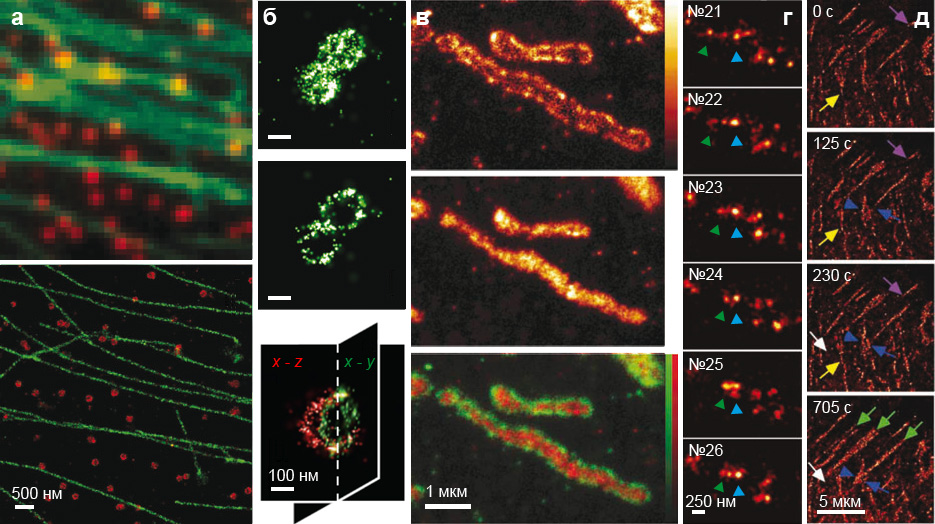 а
500 нм
б
x - z
x - y
100 нм
в
1 мкм
г
№21
№22
№23
№24
№25
№26
250 нм
д
0 с
125 с
230 с
705 с
5 мкм